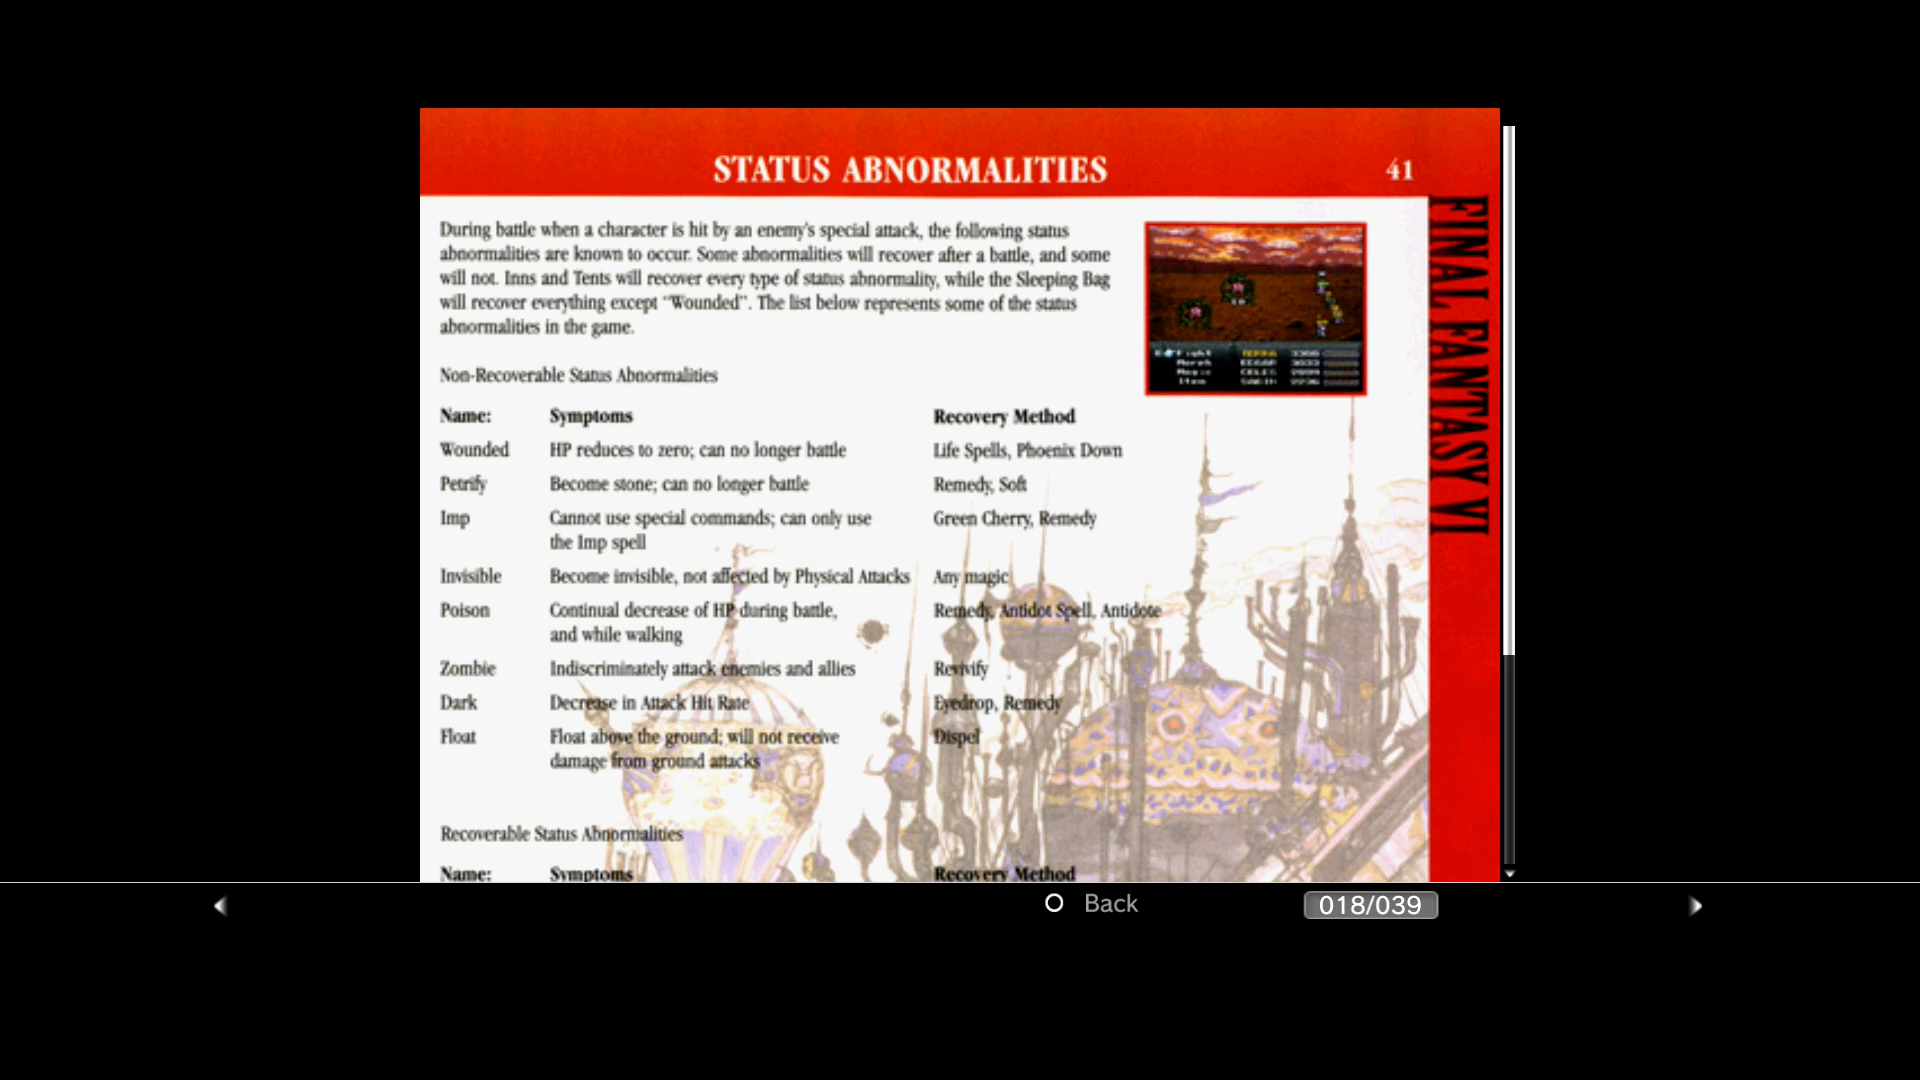 STATUS ABNORMALITIES
41
FINAL FANTASY VI
During battle when a character is hit by an enemy's special attack, the following status
abnormalities are known to occur. Some abnormalities will recover after a battle, and some
will not. Inns and Tents will recover every type of status abnormality, while the Sleeping Bag
will recover everything except "Wounded". The list below represents some of the status
abnormalities in the game.
Non-Recoverable Status Abnormalities
Name: Symptoms Recovery Method
Wounded HP reduces to zero; can no longer battle Life Spells, Phoenix Down
Petrify Become stone; can no longer battle Remedy, Soft
Imp Cannot use special commands; can only use Green Cherry, Remedy
the Imp spell
Invisible Become invisible, not affected by Physical Attacks Any magic
Poison Continual decrease of HP during battle, Remedy, Antidot Spell, Antidote
and while walking
Zombie Indiscriminately attack enemies and allies Revivify
Dark Decrease in Attack Hit Rate Eyedrop, Remedy
Float Float above the ground; will not receive Dispel
damage from ground attacks
Recoverable Status Abnormalities
Name: Symptoms Recovery Method
Back
018/039